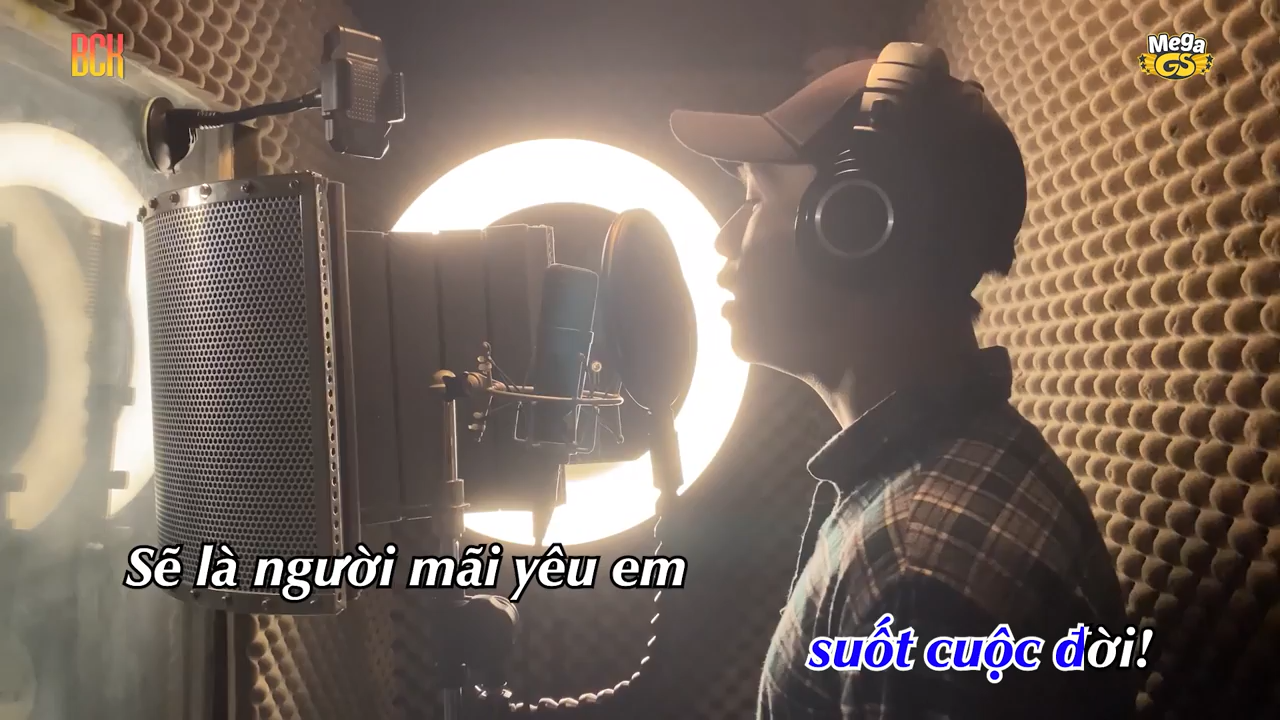 BCK
Mega
GS
Sẽ là người mãi yêu em
suốt cuộc đời!